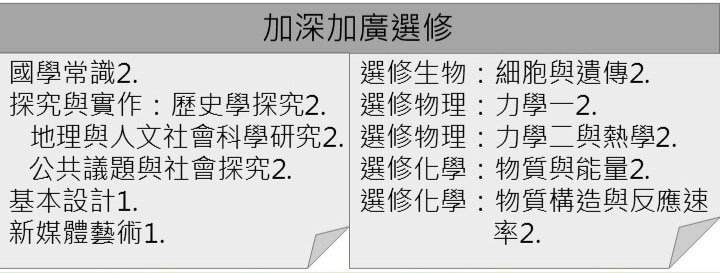 加深加廣選修
國學常識2.
探究與實作：歷史學探究2.
地理與人文社會科學研究2.
公共議題與社會探究2.
基本設計1.
新媒體藝術1.
選修生物：細胞與遺傳2.
選修物理：力學一2.
選修物理：力學二與熱學2.
選修化學：物質與能量2.
選修化學：物質構造與反應速
率2.